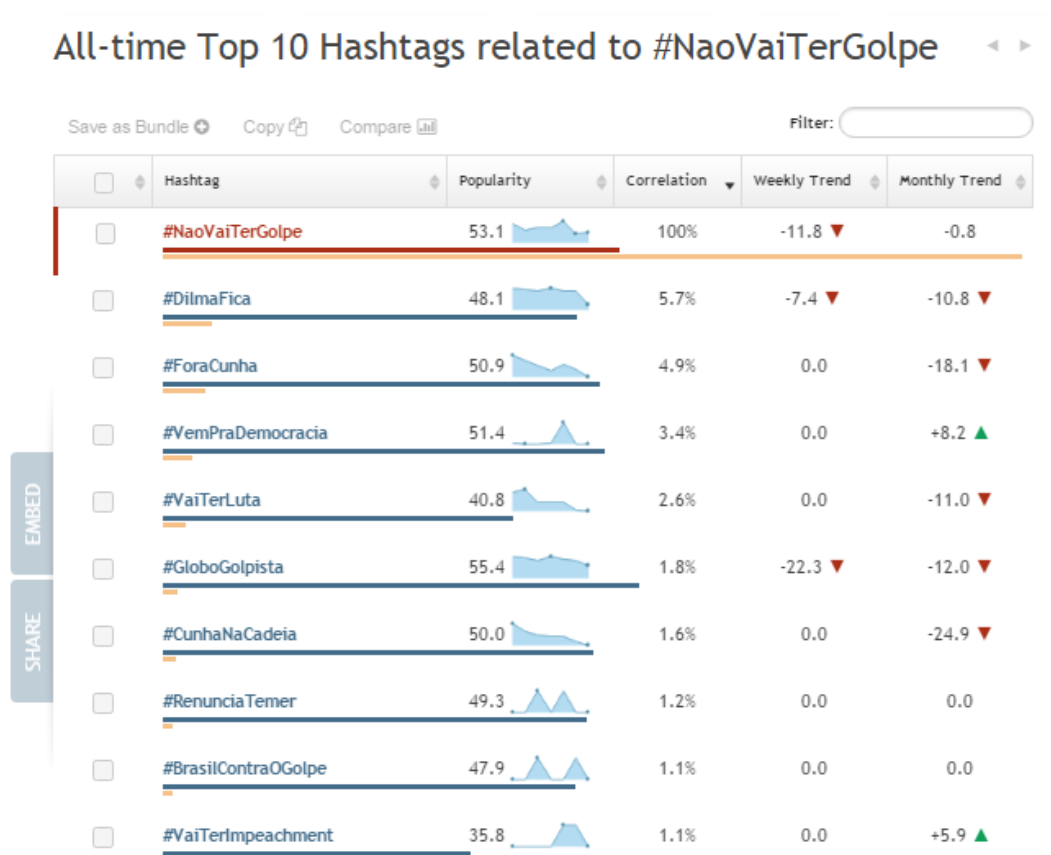 All-time Top 10 Hashtags related to #NaoVaiTerGolpe
Save as Bundle Copy Compare Filter:
Hashtag Popularity Correlation Weekly Trend Monthly Trend
#NaoVaiTerGolpe 53.1 100% -11.8 ▼ -0.8
#DilmaFica 48.1 5.7% -7.4 ▼ -10.8 ▼
#ForaCunha 50.9 4.9% 0.0 -18.1 ▼
#VemPraDemocracia 51.4 3.4% 0.0 +8.2 ▲
#VaiTerLuta 40.8 2.6% 0.0 -11.0 ▼
#GloboGolpista 55.4 1.8% -22.3 ▼ -12.0 ▼
#CunhaNaCadeia 50.0 1.6% 0.0 -24.9 ▼
#RenunciaTemer 49.3 1.2% 0.0 0.0
#BrasilContraOGolpe 47.9 1.1% 0.0 0.0
#VaiTerImpeachment 35.8 1.1% 0.0 +5.9 ▲
EMBED
SHARE